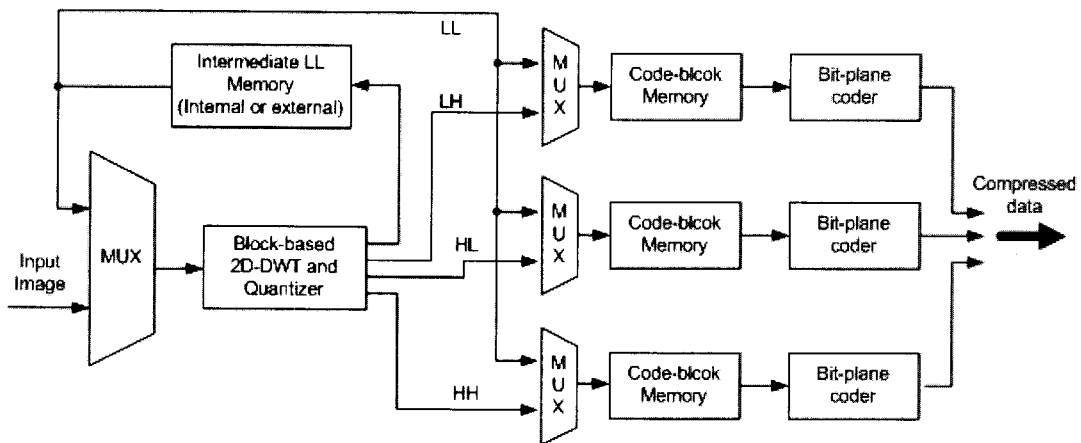 LL
Intermediate LL
Memory
(Internal or external)
LH
M
U
X
Code-blcok
Memory
Bit-plane
coder
MUX
Input
Image
Block-based
2D-DWT and
Quantizer
HL
M
U
X
Code-blcok
Memory
Bit-plane
coder
Compressed
data
HH
M
U
X
Code-blcok
Memory
Bit-plane
coder